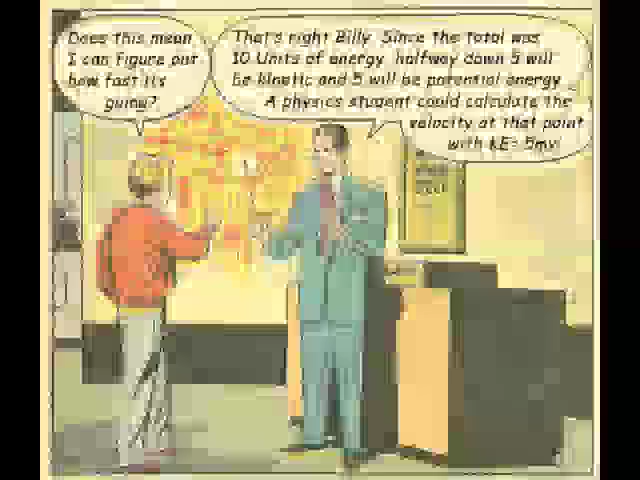 Does this mean
I can figure out
how fast its
going?
That's right Billy. Since the total was
10 Units of energy halfway down 5 will
be kinetic and 5 will be potential energy
A physics student could calculate the
velocity at that point
with KE=.5mv²